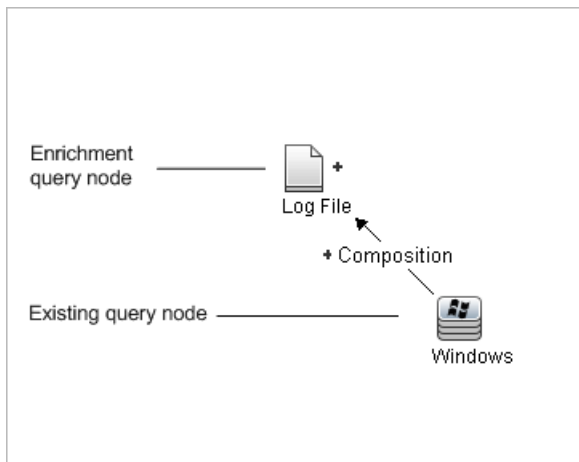 Enrichment
query node
Log File
+ Composition
Existing query node
Windows